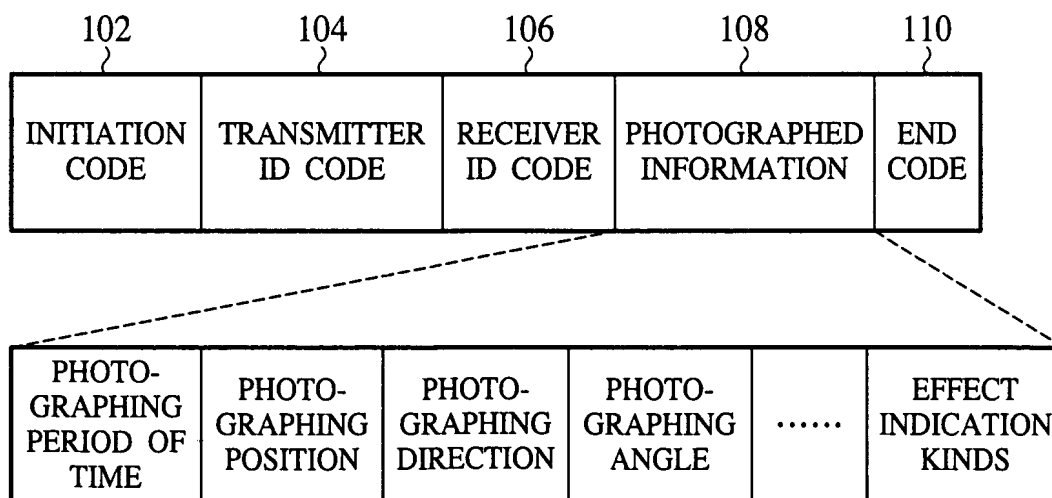 102 104 106 108 110
INITIATION CODE
TRANSMITTER ID CODE
RECEIVER ID CODE
PHOTOGRAPHED INFORMATION
END CODE
PHOTO-
GRAPHING
PERIOD OF
TIME
PHOTO-
GRAPHING
POSITION
PHOTO-
GRAPHING
DIRECTION
PHOTO-
GRAPHING
ANGLE
······
EFFECT
INDICATION
KINDS